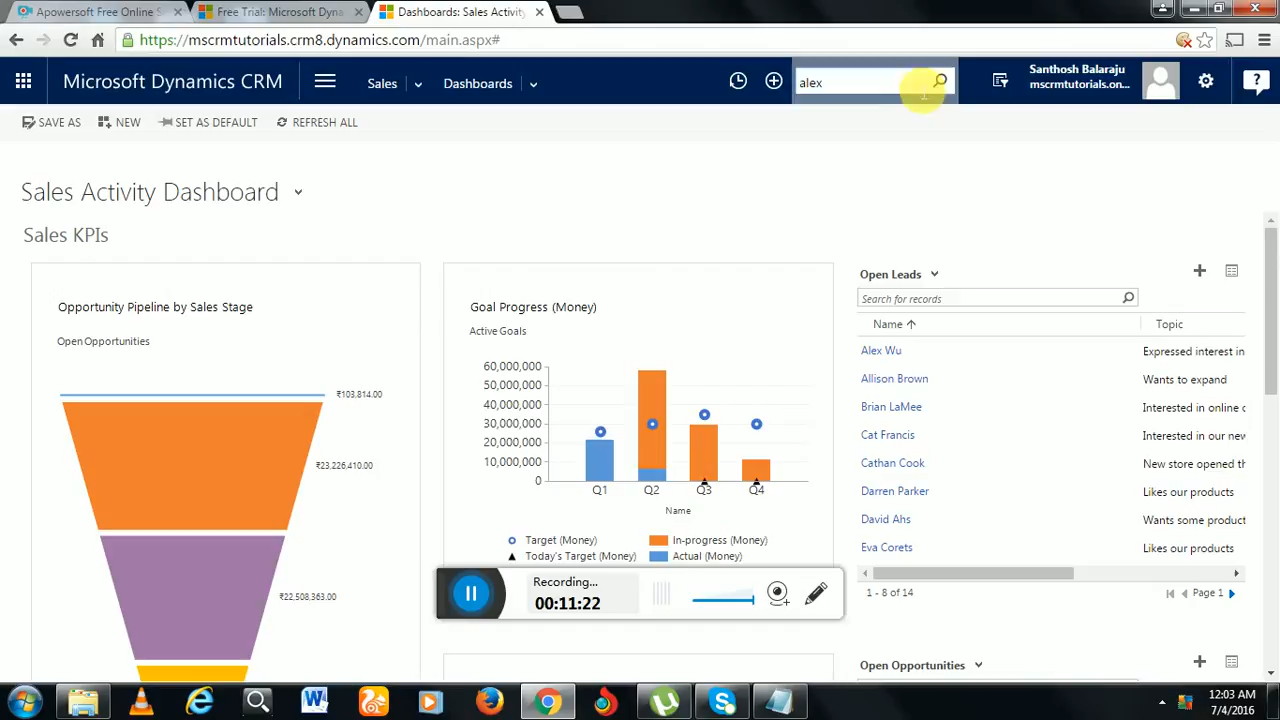 Apowersoft Free Online S
Free Trial: Microsoft Dyna
Dashboards: Sales Activity
https://mscrmtutorials.crm8.dynamics.com/main.aspx#
Microsoft Dynamics CRM
Sales
Dashboards
alex
Santhosh Balaraju
mscrmtutorials.on...
SAVE AS
NEW
SET AS DEFAULT
REFRESH ALL
Sales Activity Dashboard
Sales KPIs
Opportunity Pipeline by Sales Stage
Open Opportunities
₹103,814.00
₹23,226,410.00
₹22,508,363.00
Goal Progress (Money)
Active Goals
60,000,000
50,000,000
40,000,000
30,000,000
20,000,000
10,000,000
0
Q1 Q2 Q3 Q4
Name
Target (Money)
In-progress (Money)
Today's Target (Money)
Actual (Money)
Recording...
00:11:22
Open Leads
Search for records
Name Topic
Alex Wu Expressed interest in
Allison Brown Wants to expand
Brian LaMee Interested in online o
Cat Francis Interested in our new
Cathan Cook New store opened th
Darren Parker Likes our products
David Ahs Wants some product
Eva Corets Likes our products
1 - 8 of 14
Page 1
Open Opportunities
12:03 AM
7/4/2016